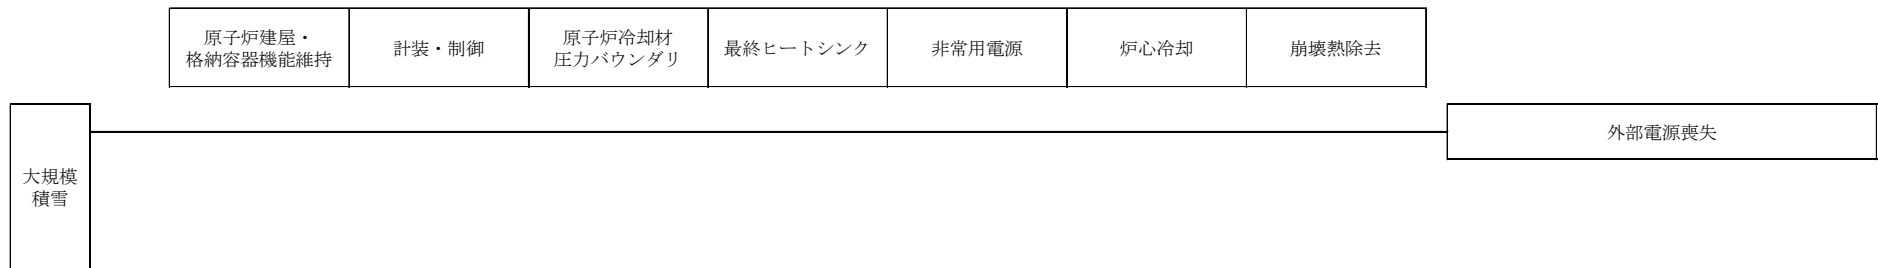 原子炉建屋・
格納容器機能維持
計装・制御
原子炉冷却材
圧力バウンダリ
最終ヒートシンク
非常用電源
炉心冷却
崩壊熱除去
大規模
積雪
外部電源喪失